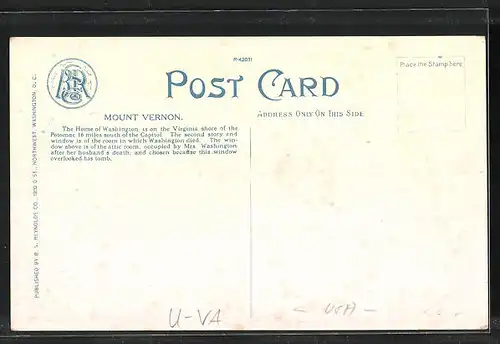 R-42831
Place the Stamp here
POST CARD
MOUNT VERNON.
ADDRESS ONLY ON THIS SIDE
The Home of Washington, is on the Virginia shore of the
Potomac 16 miles south of the Capitol. The second story end
window is of the room in which Washington died. The win-
dow above is of the attic room, occupied by Mrs. Washington
after her husband s death, and chosen because this window
overlooked his tomb.
PUBLISHED BY B. L. REYNOLDS CO. D ST. NORTHWEST, WASHINGTON, D. C.
U-VA
USA